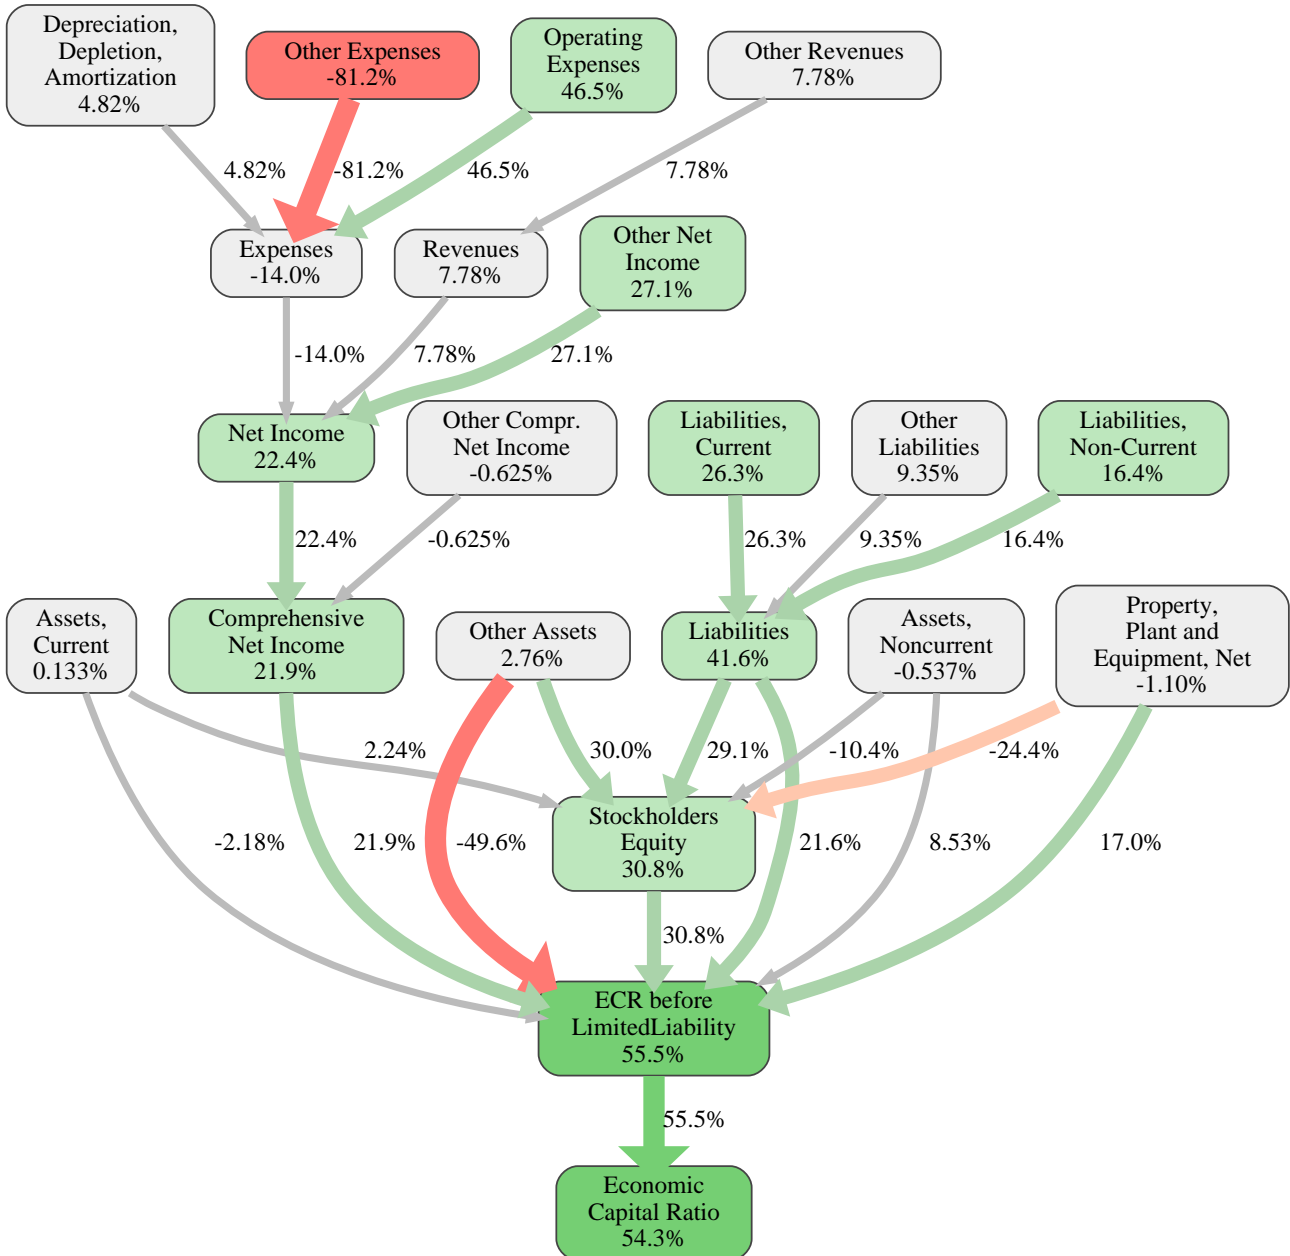 Depreciation,
Depletion,
Amortization
4.82%
Other Expenses
-81.2%
Operating
Expenses
46.5%
Other Revenues
7.78%
4.82%
-81.2%
46.5%
7.78%
Expenses
-14.0%
Revenues
7.78%
Other Net
Income
27.1%
-14.0%
7.78%
27.1%
Net Income
22.4%
Other Compr.
Net Income
-0.625%
Liabilities,
Current
26.3%
Other
Liabilities
9.35%
Liabilities,
Non-Current
16.4%
22.4%
-0.625%
26.3%
9.35%
16.4%
Assets,
Current
0.133%
Comprehensive
Net Income
21.9%
Other Assets
2.76%
Liabilities
41.6%
Assets,
Noncurrent
-0.537%
Property,
Plant and
Equipment, Net
-1.10%
2.24%
30.0%
29.1%
-10.4%
-24.4%
Stockholders
Equity
30.8%
-2.18%
21.9%
-49.6%
21.6%
8.53%
17.0%
30.8%
ECR before
LimitedLiability
55.5%
55.5%
Economic
Capital Ratio
54.3%